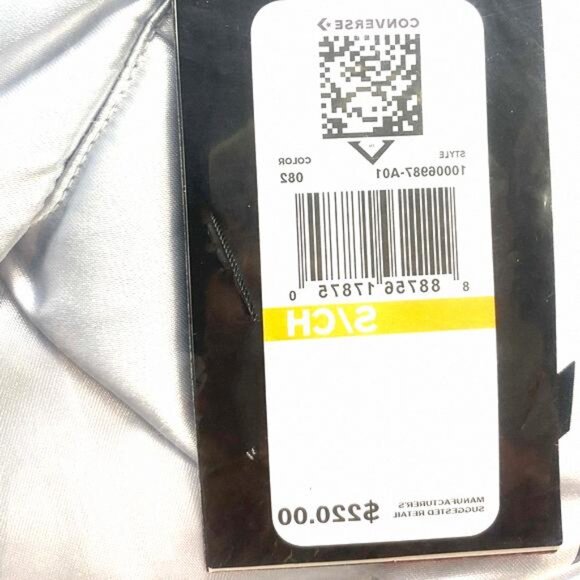 CONVERSE
STYLE COLOR
10006987-A01 082
8 88756 17875 0
S/CH
MANUFACTURER'S
SUGGESTED RETAIL $220.00